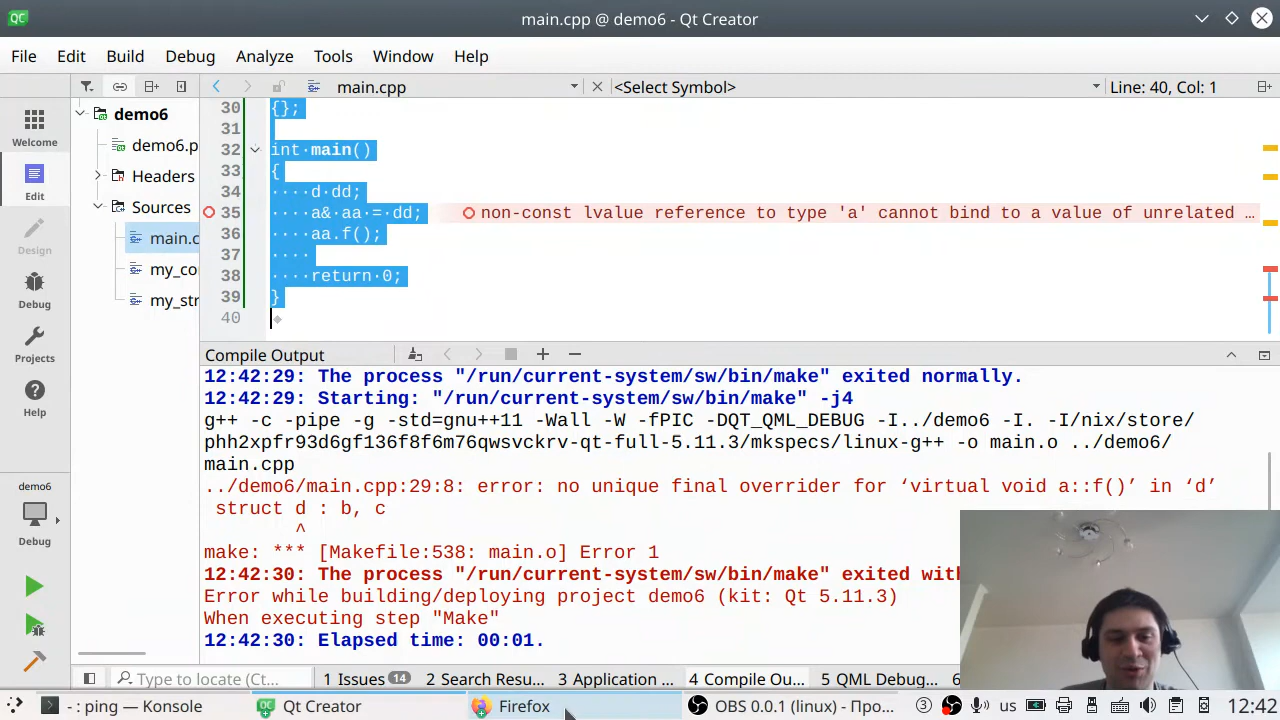 QC
main.cpp @ demo6 - Qt Creator
File Edit Build Debug Tools Window Help
main.cpp <Select Symbol> Line: 40, Col: 1
Welcome
Edit
Design
Debug
Projects
Help
demo6
Debug
demo6
demo6.p
Headers
Sources
main.c
my_co
my_str
30 {};
31
32 int·main()
33 {
34 ····d·dd;
35 ····a&·aa·=·dd; non-const lvalue reference to type 'a' cannot bind to a value of unrelated …
36 ····aa.f();
37 ····
38 ····return·0;
39 }
40
Compile Output
12:42:29: The process "/run/current-system/sw/bin/make" exited normally.
12:42:29: Starting: "/run/current-system/sw/bin/make" -j4
g++ -c -pipe -g -std=gnu++11 -Wall -W -fPIC -DQT_QML_DEBUG -I../demo6 -I. -I/nix/store/
phh2xpfr93d6gf136f8f6m76qwsvckrv-qt-full-5.11.3/mkspecs/linux-g++ -o main.o ../demo6/
main.cpp
../demo6/main.cpp:29:8: error: no unique final overrider for ‘virtual void a::f()’ in ‘d’
struct d : b, c
^
make: *** [Makefile:538: main.o] Error 1
12:42:30: The process "/run/current-system/sw/bin/make" exited with
Error while building/deploying project demo6 (kit: Qt 5.11.3)
When executing step "Make"
12:42:30: Elapsed time: 00:01.
Type to locate (Ct... 1 Issues 14 2 Search Resu... 3 Application ... 4 Compile Ou... 5 QML Debug... 6
- : ping — Konsole Qt Creator Firefox OBS 0.0.1 (linux) - Про... 3 us 12:42